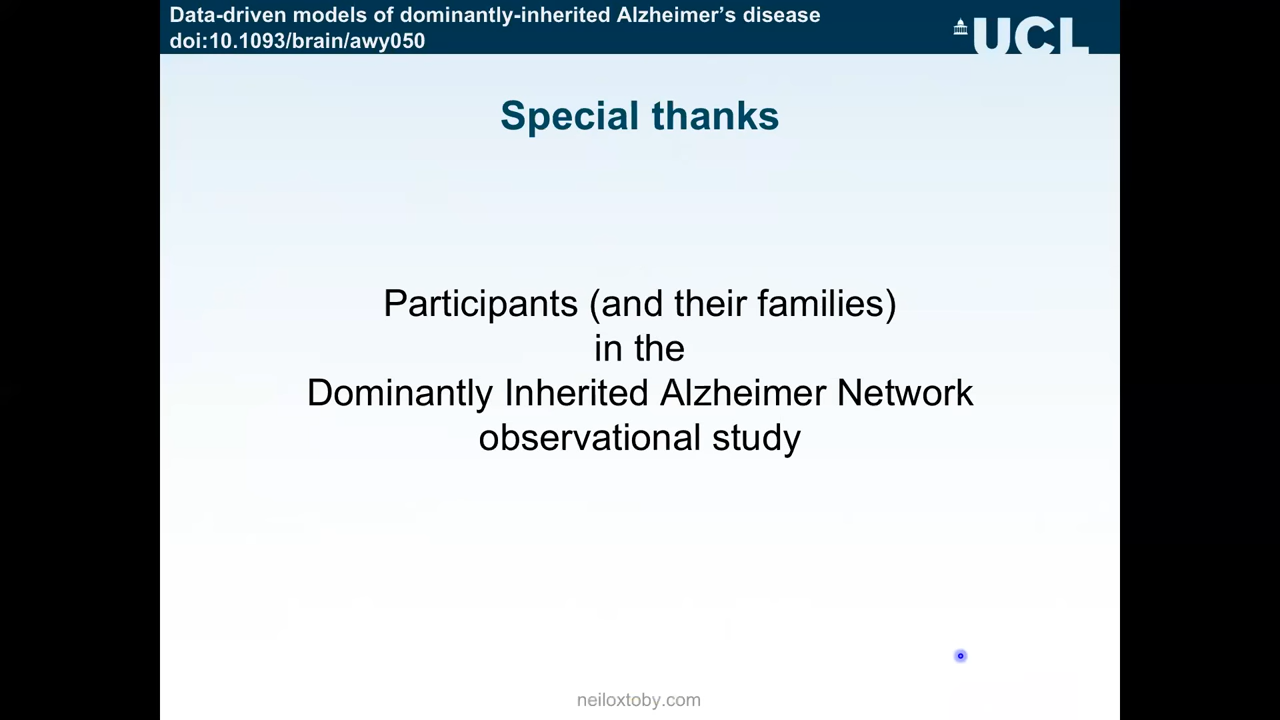 Data-driven models of dominantly-inherited Alzheimer’s disease
doi:10.1093/brain/awy050
UCL
Special thanks
Participants (and their families)
in the
Dominantly Inherited Alzheimer Network
observational study
neiloxtoby.com